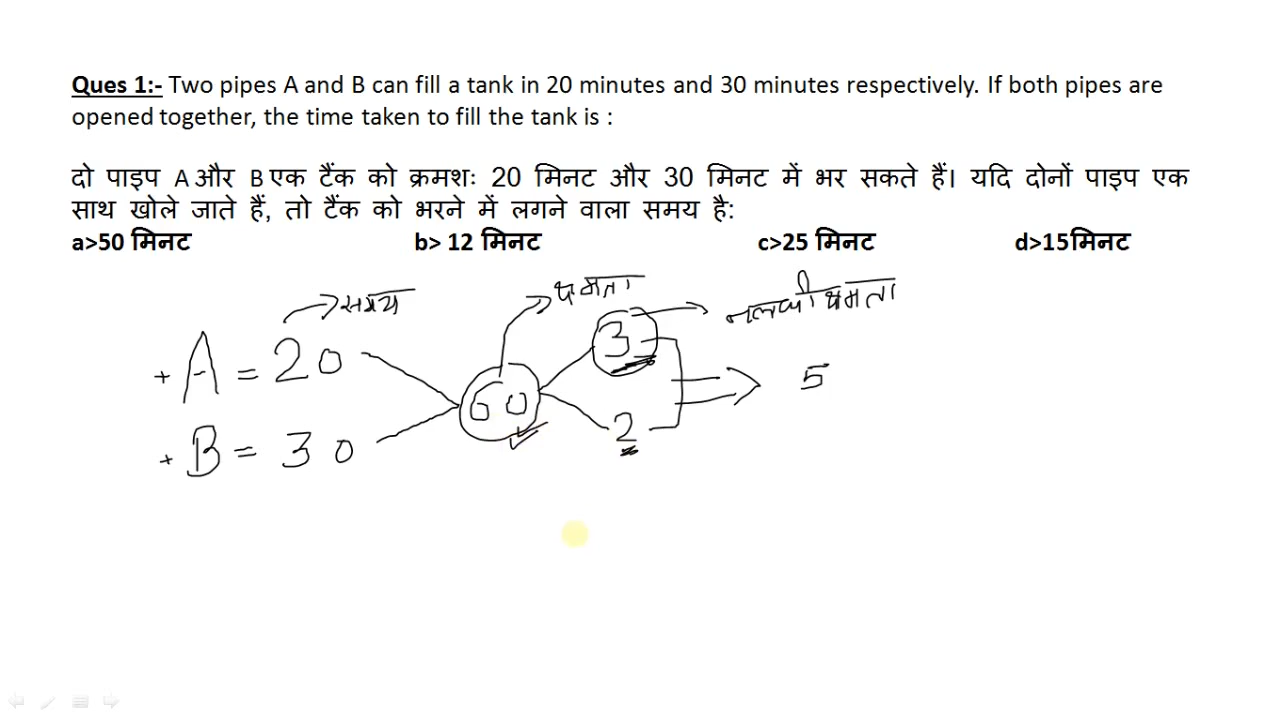 Ques 1:- Two pipes A and B can fill a tank in 20 minutes and 30 minutes respectively. If both pipes are
opened together, the time taken to fill the tank is :
दो पाइप A और B एक टैंक को क्रमशः 20 मिनट और 30 मिनट में भर सकते हैं। यदि दोनों पाइप एक
साथ खोले जाते हैं, तो टैंक को भरने में लगने वाला समय है:
a>50 मिनट b> 12 मिनट c>25 मिनट d>15मिनट
समय क्षमता नल की क्षमता
+ A = 20 3
60 5
+ B = 30 2